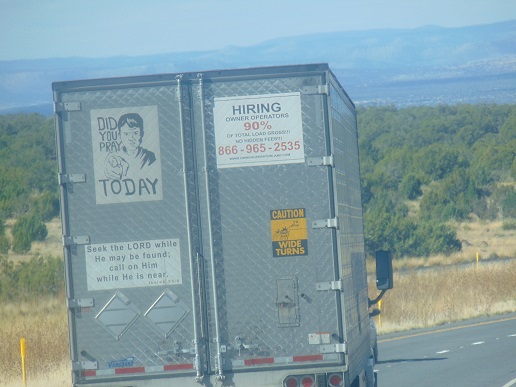 DID
YOU
PRAY
TODAY
HIRING
OWNER OPERATORS
90%
OF TOTAL LOAD GROSS!!!
NO HIDDEN FEES!!!
866-965-2535
Seek the LORD while
He may be found;
call on Him
while He is near.
CAUTION
WIDE
TURNS